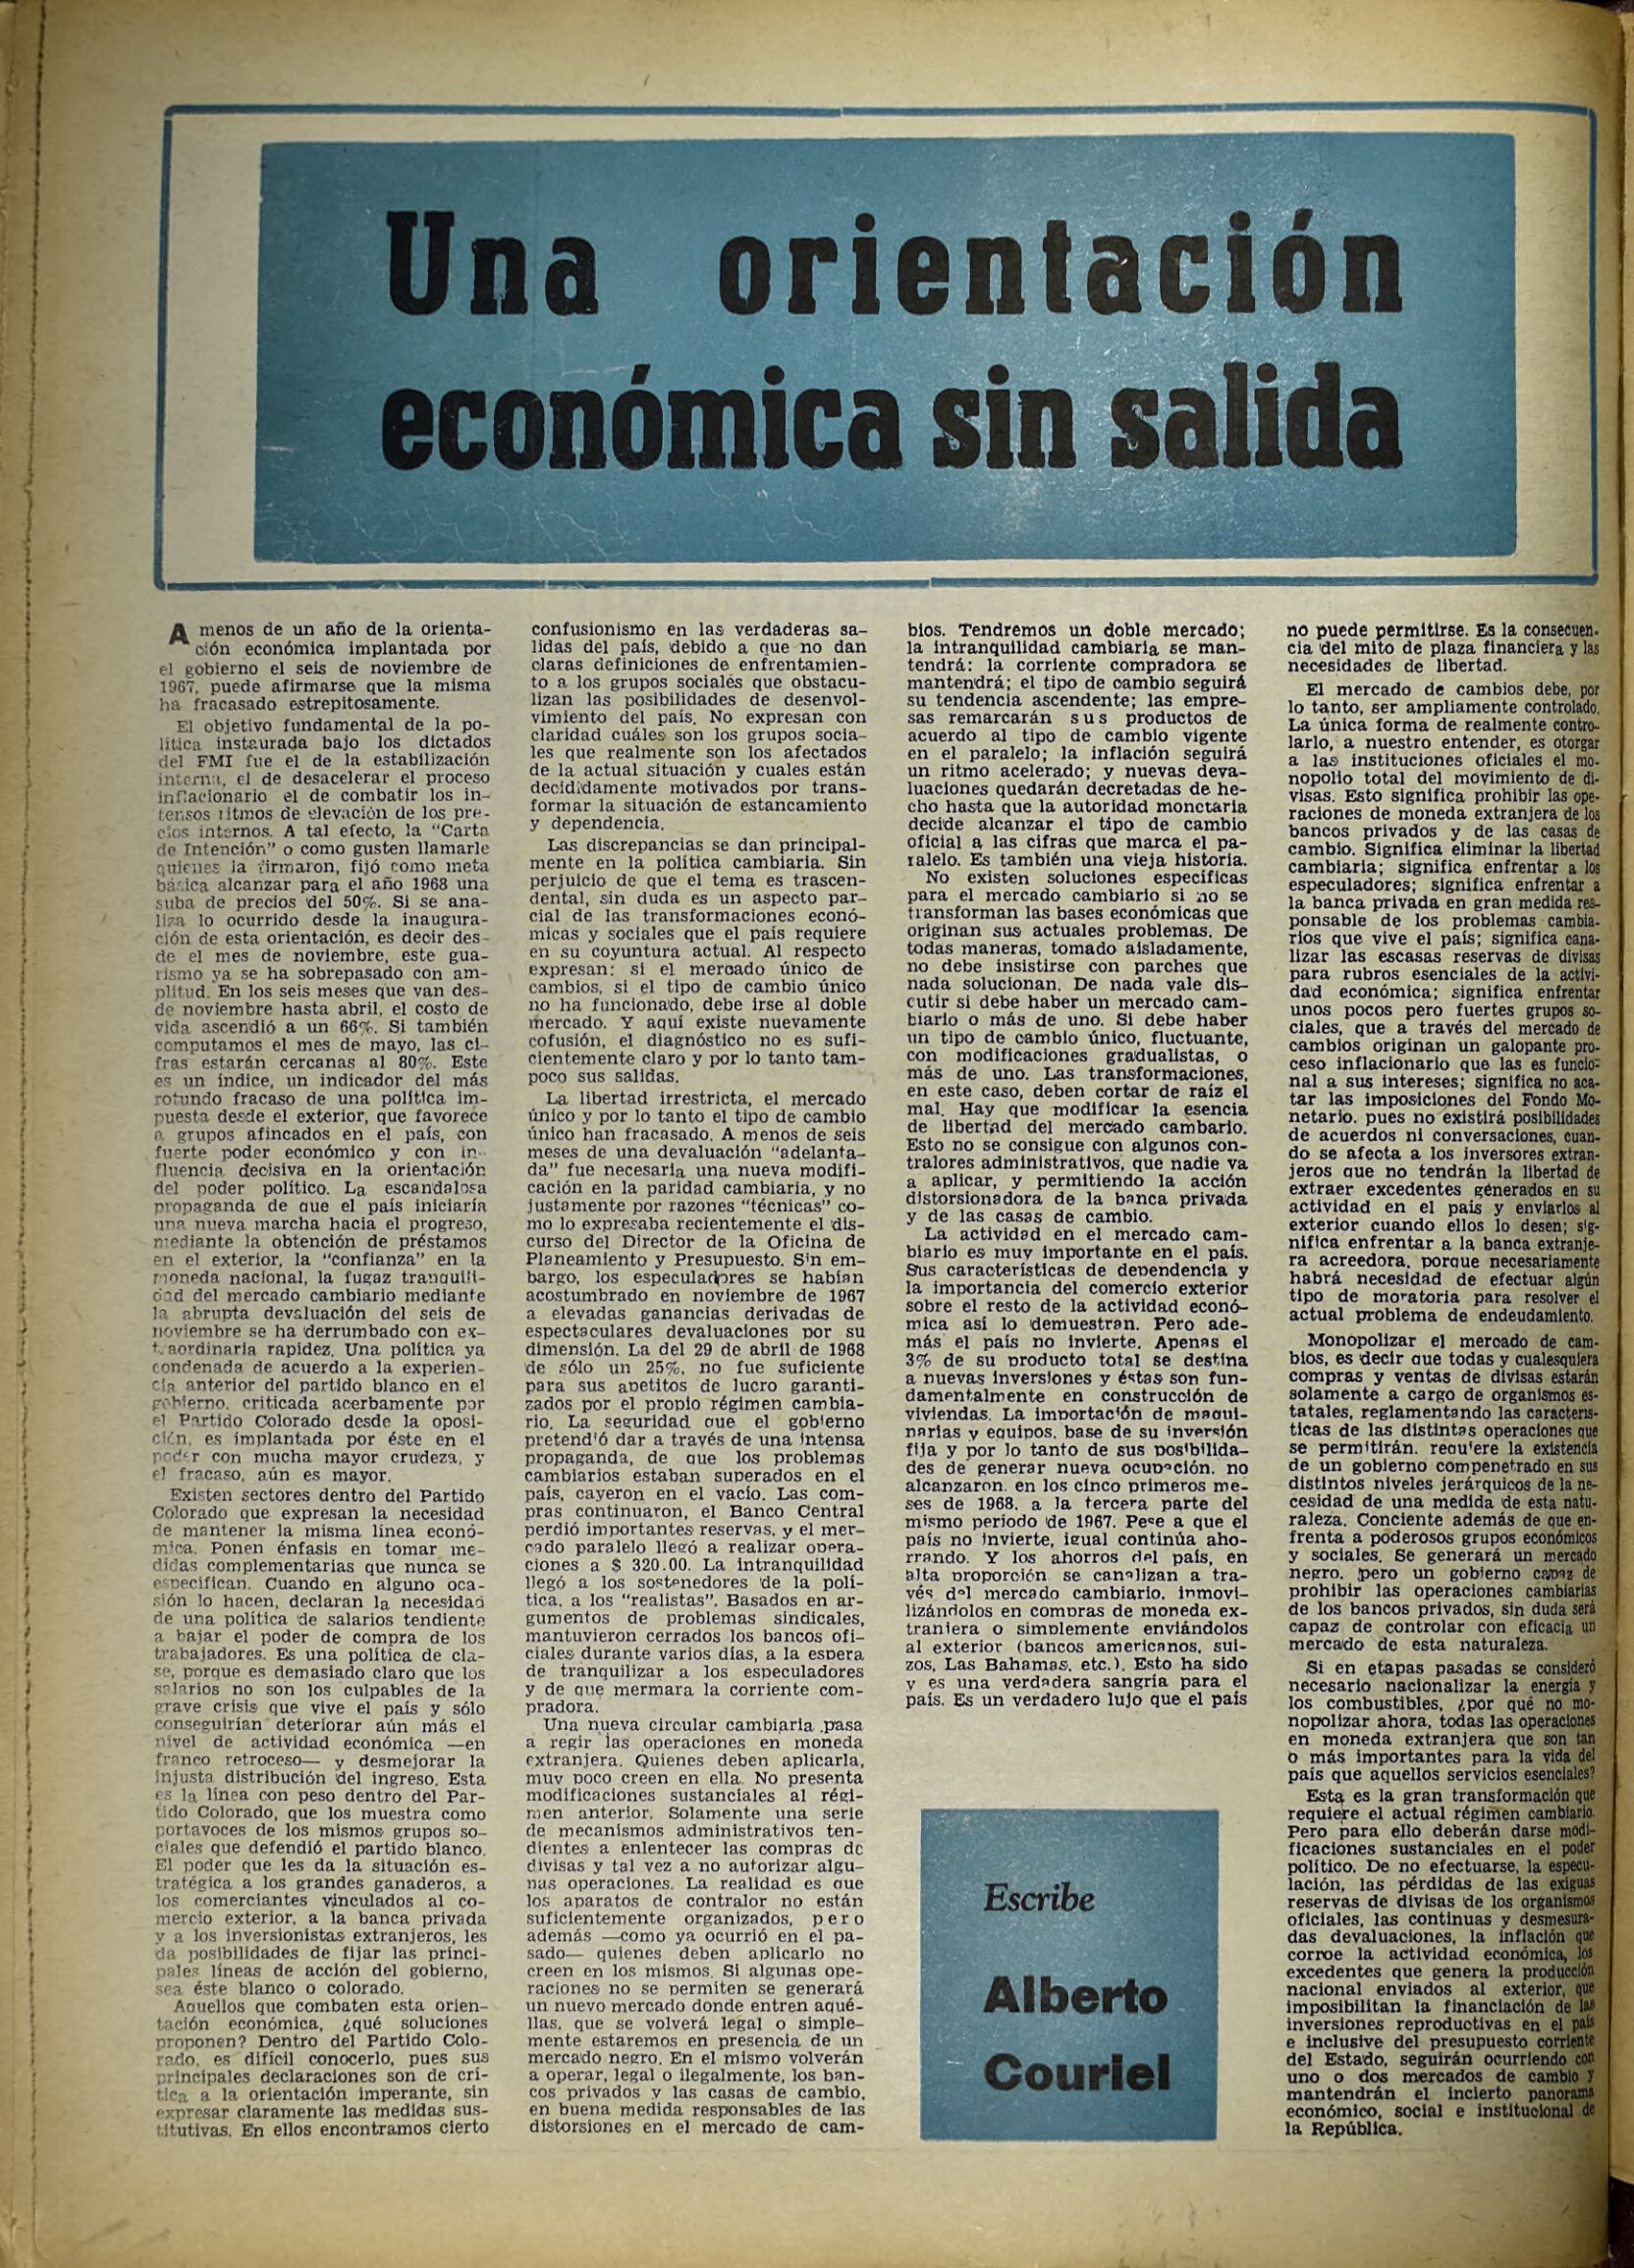 Una orientación
económica sin salida
A menos de un año de la orienta-
ción económica implantada por
el gobierno el seis de noviembre de
1967, puede afirmarse que la misma
ha fracasado estrepitosamente.
El objetivo fundamental de la po-
lítica instaurada bajo los dictados
del FMI fue el de la estabilización
interna, el de desacelerar el proceso
inflacionario el de combatir los in-
tensos ritmos de elevación de los pre-
cios internos. A tal efecto, la "Carta
de Intención" o como gusten llamarle
quienes la firmaron, fijó como meta
básica alcanzar para el año 1968 una
suba de precios del 50%. Si se ana-
liza lo ocurrido desde la inaugura-
ción de esta orientación, es decir des-
de el mes de noviembre, este gua-
rismo ya se ha sobrepasado con am-
plitud. En los seis meses que van des-
de noviembre hasta abril, el costo de
vida ascendió a un 66%. Si también
computamos el mes de mayo, las ci-
fras estarán cercanas al 80%. Este
es un índice, un indicador del más
rotundo fracaso de una política im-
puesta desde el exterior, que favorece
a grupos afincados en el país, con
fuerte poder económico y con in-
fluencia decisiva en la orientación
del poder político. La escandalosa
propaganda de que el país iniciaría
una nueva marcha hacia el progreso,
mediante la obtención de préstamos
en el exterior, la "confianza" en la
moneda nacional, la fugaz tranquili-
dad del mercado cambiario mediante
la abrupta devaluación del seis de
noviembre se ha derrumbado con ex-
traordinaria rapidez. Una política ya
condenada de acuerdo a la experien-
cia anterior del partido blanco en el
gobierno, criticada acerbamente por
el Partido Colorado desde la oposi-
ción, es implantada por éste en el
poder con mucha mayor crudeza, y
el fracaso, aún es mayor.
Existen sectores dentro del Partido
Colorado que expresan la necesidad
de mantener la misma línea econó-
mica. Ponen énfasis en tomar me-
didas complementarias que nunca se
especifican. Cuando en alguno oca-
sión lo hacen, declaran la necesidad
de una política de salarios tendiente
a bajar el poder de compra de los
trabajadores. Es una política de cla-
se, porque es demasiado claro que los
salarios no son los culpables de la
grave crisis que vive el país y sólo
conseguirían deteriorar aún más el
nivel de actividad económica —en
franco retroceso— y desmejorar la
injusta distribución del ingreso. Esta
es la línea con peso dentro del Par-
tido Colorado, que los muestra como
portavoces de los mismos grupos so-
ciales que defendió el partido blanco.
El poder que les da la situación es-
tratégica a los grandes ganaderos, a
los comerciantes vinculados al co-
mercio exterior, a la banca privada
y a los inversionistas extranjeros, les
da posibilidades de fijar las princi-
pales líneas de acción del gobierno,
sea éste blanco o colorado.
Aquellos que combaten esta orien-
tación económica, ¿qué soluciones
proponen? Dentro del Partido Colo-
rado, es difícil conocerlo, pues sus
principales declaraciones son de crí-
tica a la orientación imperante, sin
expresar claramente las medidas sus-
titutivas. En ellos encontramos cierto
confusionismo en las verdaderas sa-
lidas del país, debido a que no dan
claras definiciones de enfrentamien-
to a los grupos sociales que obstacu-
lizan las posibilidades de desenvol-
vimiento del país. No expresan con
claridad cuáles son los grupos socia-
les que realmente son los afectados
de la actual situación y cuales están
decididamente motivados por trans-
formar la situación de estancamiento
y dependencia.
Las discrepancias se dan principal-
mente en la política cambiaria. Sin
perjuicio de que el tema es trascen-
dental, sin duda es un aspecto par-
cial de las transformaciones econó-
micas y sociales que el país requiere
en su coyuntura actual. Al respecto
expresan: si el mercado único de
cambios, si el tipo de cambio único
no ha funcionado, debe irse al doble
mercado. Y aquí existe nuevamente
cofusión, el diagnóstico no es sufi-
cientemente claro y por lo tanto tam-
poco sus salidas.
La libertad irrestricta, el mercado
único y por lo tanto el tipo de cambio
único han fracasado. A menos de seis
meses de una devaluación "adelanta-
da" fue necesaria una nueva modifi-
cación en la paridad cambiaria, y no
justamente por razones "técnicas" co-
mo lo expresaba recientemente el dis-
curso del Director de la Oficina de
Planeamiento y Presupuesto. Sin em-
bargo, los especuladores se habían
acostumbrado en noviembre de 1967
a elevadas ganancias derivadas de
espectaculares devaluaciones por su
dimensión. La del 29 de abril de 1968
de sólo un 25%, no fue suficiente
para sus apetitos de lucro garanti-
zados por el propio régimen cambia-
rio. La seguridad que el gobierno
pretendió dar a través de una intensa
propaganda, de que los problemas
cambiarios estaban superados en el
país, cayeron en el vacío. Las com-
pras continuaron, el Banco Central
perdió importantes reservas, y el mer-
cado paralelo llegó a realizar opera-
ciones a $ 320.00. La intranquilidad
llegó a los sostenedores de la polí-
tica, a los "realistas". Basados en ar-
gumentos de problemas sindicales,
mantuvieron cerrados los bancos ofi-
ciales durante varios días, a la espera
de tranquilizar a los especuladores
y de que mermara la corriente com-
pradora.
Una nueva circular cambiaria pasa
a regir las operaciones en moneda
extranjera. Quienes deben aplicarla,
muy poco creen en ella. No presenta
modificaciones sustanciales al régi-
men anterior. Solamente una serie
de mecanismos administrativos ten-
dientes a enlentecer las compras de
divisas y tal vez a no autorizar algu-
nas operaciones. La realidad es que
los aparatos de contralor no están
suficientemente organizados, pero
además —como ya ocurrió en el pa-
sado— quienes deben aplicarlo no
creen en los mismos. Si algunas ope-
raciones no se permiten se generará
un nuevo mercado donde entren aqué-
llas, que se volverá legal o simple-
mente estaremos en presencia de un
mercado negro. En el mismo volverán
a operar, legal o ilegalmente, los ban-
cos privados y las casas de cambio,
en buena medida responsables de las
distorsiones en el mercado de cam-
bios. Tendremos un doble mercado;
la intranquilidad cambiaria se man-
tendrá: la corriente compradora se
mantendrá; el tipo de cambio seguirá
su tendencia ascendente; las empre-
sas remarcarán sus productos de
acuerdo al tipo de cambio vigente
en el paralelo; la inflación seguirá
un ritmo acelerado; y nuevas deva-
luaciones quedarán decretadas de he-
cho hasta que la autoridad monetaria
decide alcanzar el tipo de cambio
oficial a las cifras que marca el pa-
ralelo. Es también una vieja historia.
No existen soluciones específicas
para el mercado cambiario si no se
transforman las bases económicas que
originan sus actuales problemas. De
todas maneras, tomado aisladamente,
no debe insistirse con parches que
nada solucionan. De nada vale dis-
cutir si debe haber un mercado cam-
biario o más de uno. Si debe haber
un tipo de cambio único, fluctuante,
con modificaciones gradualistas, o
más de uno. Las transformaciones,
en este caso, deben cortar de raíz el
mal. Hay que modificar la esencia
de libertad del mercado cambario.
Esto no se consigue con algunos con-
tralores administrativos, que nadie va
a aplicar, y permitiendo la acción
distorsionadora de la banca privada
y de las casas de cambio.
La actividad en el mercado cam-
biario es muy importante en el país.
Sus características de dependencia y
la importancia del comercio exterior
sobre el resto de la actividad econó-
mica así lo demuestran. Pero ade-
más el país no invierte. Apenas el
3% de su producto total se destina
a nuevas inversiones y éstas son fun-
damentalmente en construcción de
viviendas. La importación de maqui-
narias y equipos, base de su inversión
fija y por lo tanto de sus posibilida-
des de generar nueva ocupación, no
alcanzaron, en los cinco primeros me-
ses de 1968, a la tercera parte del
mismo período de 1967. Pese a que el
país no invierte, igual continúa aho-
rrando. Y los ahorros del país, en
alta proporción se canalizan a tra-
vés del mercado cambiario, inmovi-
lizándolos en compras de moneda ex-
tranjera o simplemente enviándolos
al exterior (bancos americanos, sui-
zos, Las Bahamas, etc.). Esto ha sido
y es una verdadera sangría para el
país. Es un verdadero lujo que el país
Escribe
Alberto
Couriel
no puede permitirse. Es la consecuen-
cia del mito de plaza financiera y las
necesidades de libertad.
El mercado de cambios debe, por
lo tanto, ser ampliamente controlado.
La única forma de realmente contro-
larlo, a nuestro entender, es otorgar
a las instituciones oficiales el mo-
nopolio total del movimiento de di-
visas. Esto significa prohibir las ope-
raciones de moneda extranjera de los
bancos privados y de las casas de
cambio. Significa eliminar la libertad
cambiaria; significa enfrentar a los
especuladores; significa enfrentar a
la banca privada en gran medida res-
ponsable de los problemas cambia-
rios que vive el país; significa cana-
lizar las escasas reservas de divisas
para rubros esenciales de la activi-
dad económica; significa enfrentar
unos pocos pero fuertes grupos so-
ciales, que a través del mercado de
cambios originan un galopante pro-
ceso inflacionario que las es funcio-
nal a sus intereses; significa no aca-
tar las imposiciones del Fondo Mo-
netario, pues no existirá posibilidades
de acuerdos ni conversaciones, cuan-
do se afecta a los inversores extran-
jeros que no tendrán la libertad de
extraer excedentes generados en su
actividad en el país y enviarlos al
exterior cuando ellos lo desen; sig-
nifica enfrentar a la banca extranje-
ra acreedora, porque necesariamente
habrá necesidad de efectuar algún
tipo de moratoria para resolver el
actual problema de endeudamiento.
Monopolizar el mercado de cam-
bios, es decir que todas y cualesquiera
compras y ventas de divisas estarán
solamente a cargo de organismos es-
tatales, reglamentando las caracterís-
ticas de las distintas operaciones que
se permitirán, requiere la existencia
de un gobierno compenetrado en sus
distintos niveles jerárquicos de la ne-
cesidad de una medida de esta natu-
raleza. Conciente además de que en-
frenta a poderosos grupos económicos
y sociales. Se generará un mercado
negro, pero un gobierno capaz de
prohibir las operaciones cambiarias
de los bancos privados, sin duda será
capaz de controlar con eficacia un
mercado de esta naturaleza.
Si en etapas pasadas se consideró
necesario nacionalizar la energía y
los combustibles, ¿por qué no mo-
nopolizar ahora, todas las operaciones
en moneda extranjera que son tan
o más importantes para la vida del
país que aquellos servicios esenciales?
Esta es la gran transformación que
requiere el actual régimen cambiario.
Pero para ello deberán darse modi-
ficaciones sustanciales en el poder
político. De no efectuarse, la especu-
lación, las pérdidas de las exiguas
reservas de divisas de los organismos
oficiales, las continuas y desmesura-
das devaluaciones, la inflación que
corroe la actividad económica, los
excedentes que genera la producción
nacional enviados al exterior, que
imposibilitan la financiación de las
inversiones reproductivas en el país
e inclusive del presupuesto corriente
del Estado, seguirán ocurriendo con
uno o dos mercados de cambio y
mantendrán el incierto panorama
económico, social e institucional de
la República.